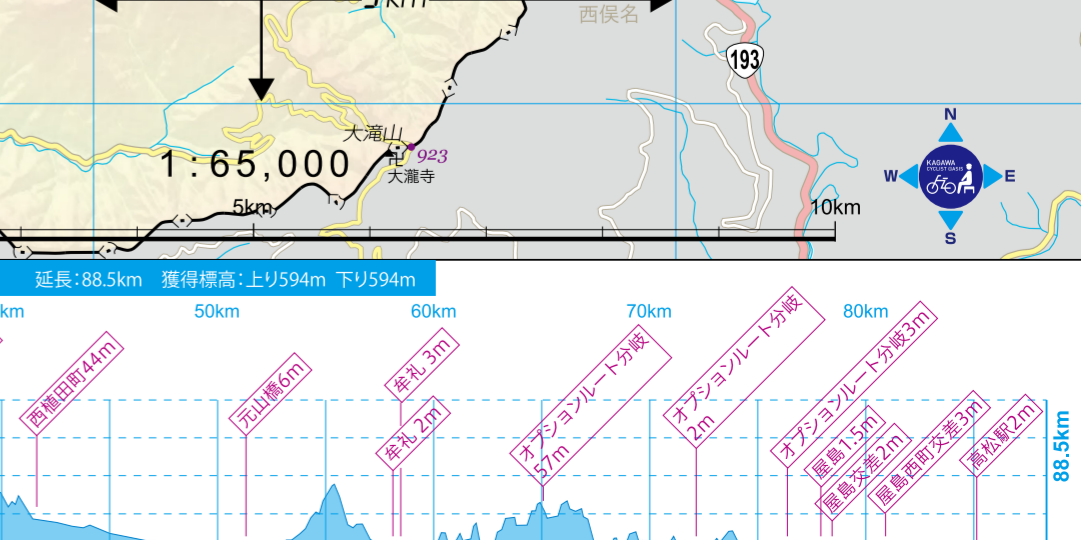 西俣名
193
大滝山
923
大瀧寺
1:65,000
5km
10km
N
W
E
S
KAGAWA
CYCLIST OASIS
延長：88.5km 獲得標高：上り594m 下り594m
km
50km
60km
70km
80km
西植田町44m
元山橋6m
牟礼 3m
牟礼 2m
オプションルート分岐
57m
オプションルート分岐
2m
オプションルート分岐3m
屋島1.5m
屋島交差2m
屋島西町交差3m
高松駅2m
88.5km